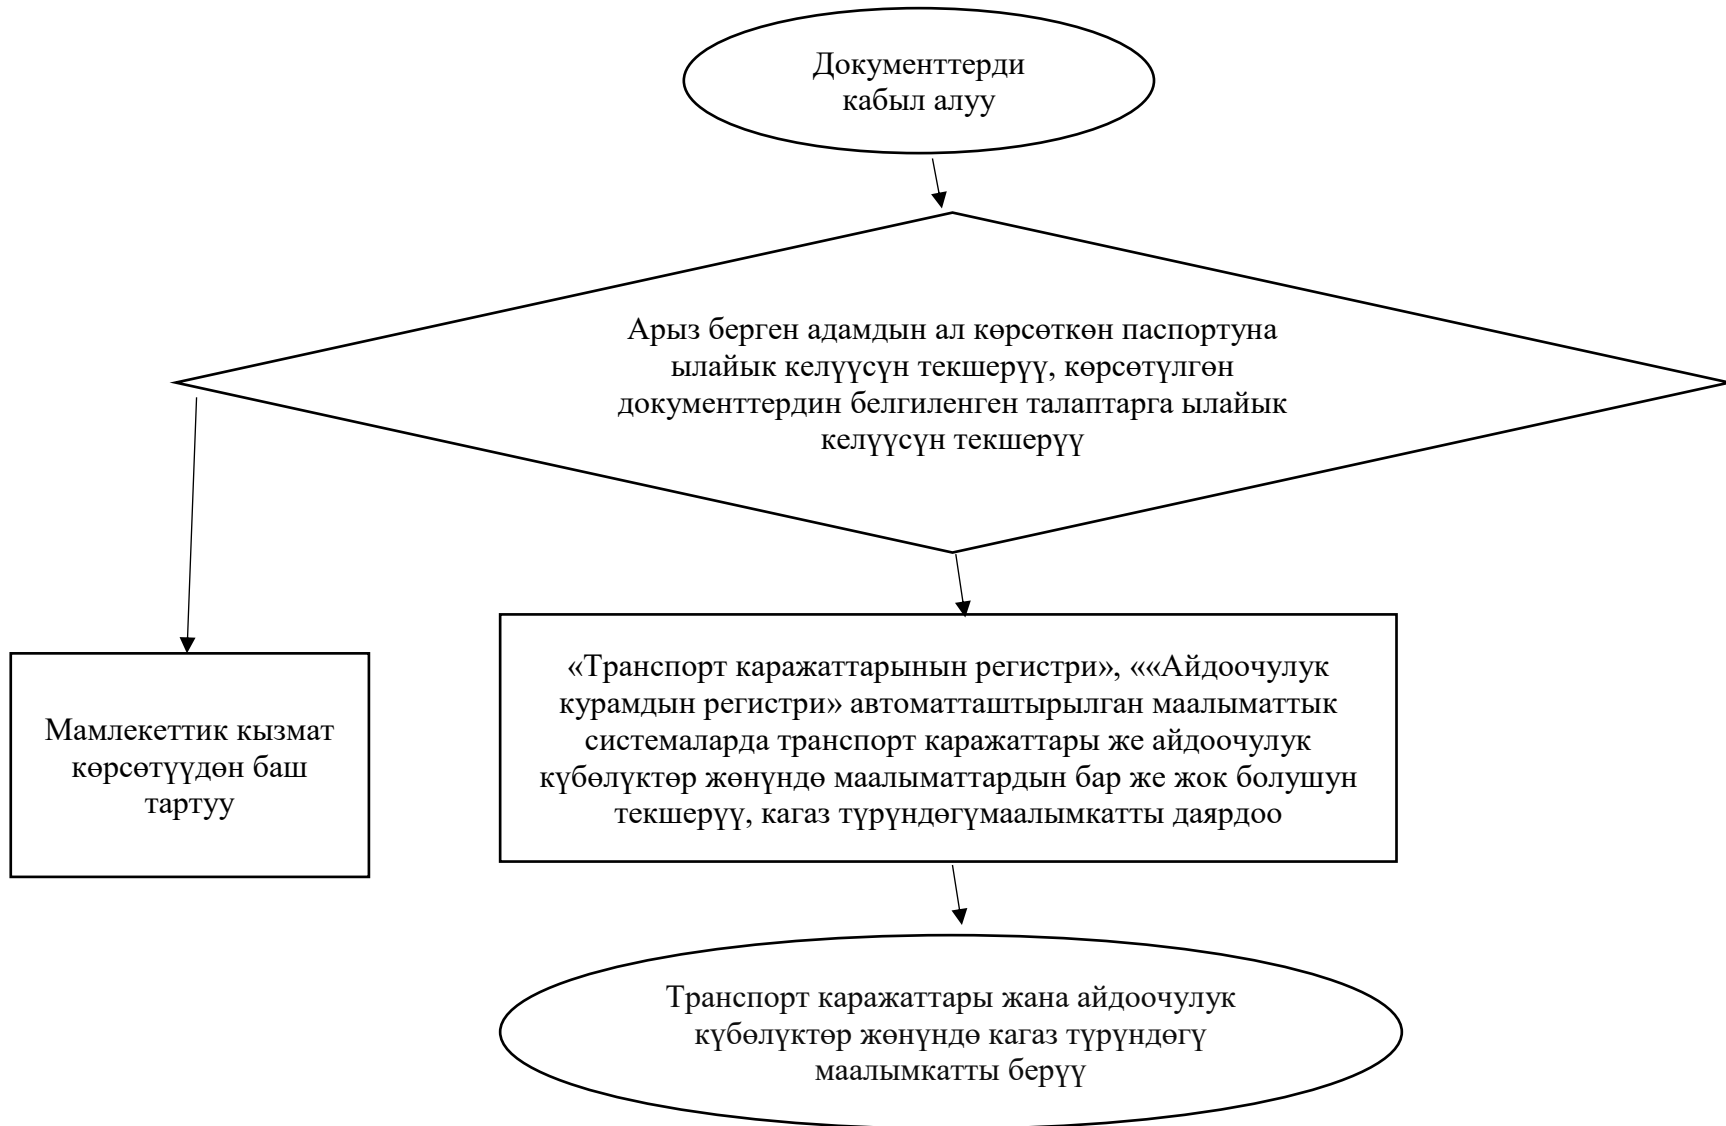 Документтерди
кабыл алуу
Арыз берген адамдын ал көрсөткөн паспортуна
ылайык келүүсүн текшерүү, көрсөтүлгөн
документтердин белгиленген талаптарга ылайык
келүүсүн текшерүү
Мамлекеттик кызмат
көрсөтүүдөн баш
тартуу
«Транспорт каражаттарынын регистри», ««Айдоочулук
курамдын регистри» автоматташтырылган маалыматтык
системаларда транспорт каражаттары же айдоочулук
күбөлүктөр жөнүндө маалыматтардын бар же жок болушун
текшерүү, кагаз түрүндөгүмаалымкатты даярдоо
Транспорт каражаттары жана айдоочулук
күбөлүктөр жөнүндө кагаз түрүндөгү
маалымкатты берүү